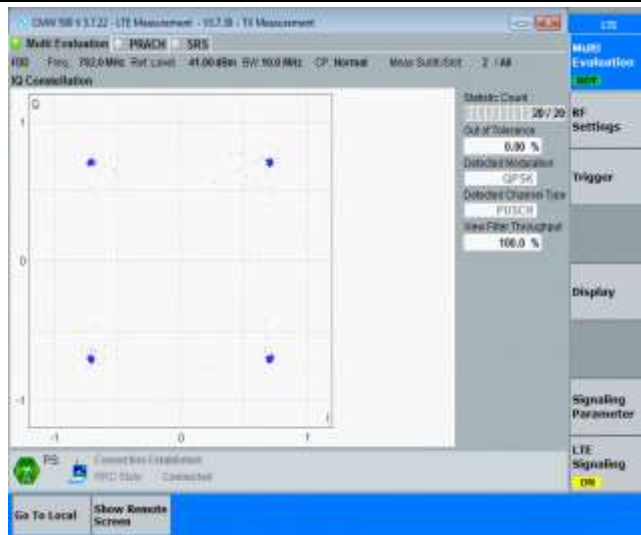 CMW 500 V 3.7.22 - LTE Measurement - V3.7.30 - TX Measurement
LTE
Multi Evaluation PRACH SRS
Multi
Evaluation
RDY
FDD Freq. 782.0 MHz Ref. Level 41.00 dBm BW: 10.0 MHz CP: Normal Meas Subfr./Slot 2 / All
IQ Constellation
Q
1
0
-1
-1
0
1
I
Statistic Count
20 / 20
Out of Tolerance
0.00 %
Detected Modulation
QPSK
Detected Channel Type
PUSCH
View Filter Throughput
100.0 %
RF
Settings
Trigger
Display
Signaling
Parameter
LTE
Signaling
ON
PS:
Connection Established
RRC State Connected
Go To Local
Show Remote
Screen